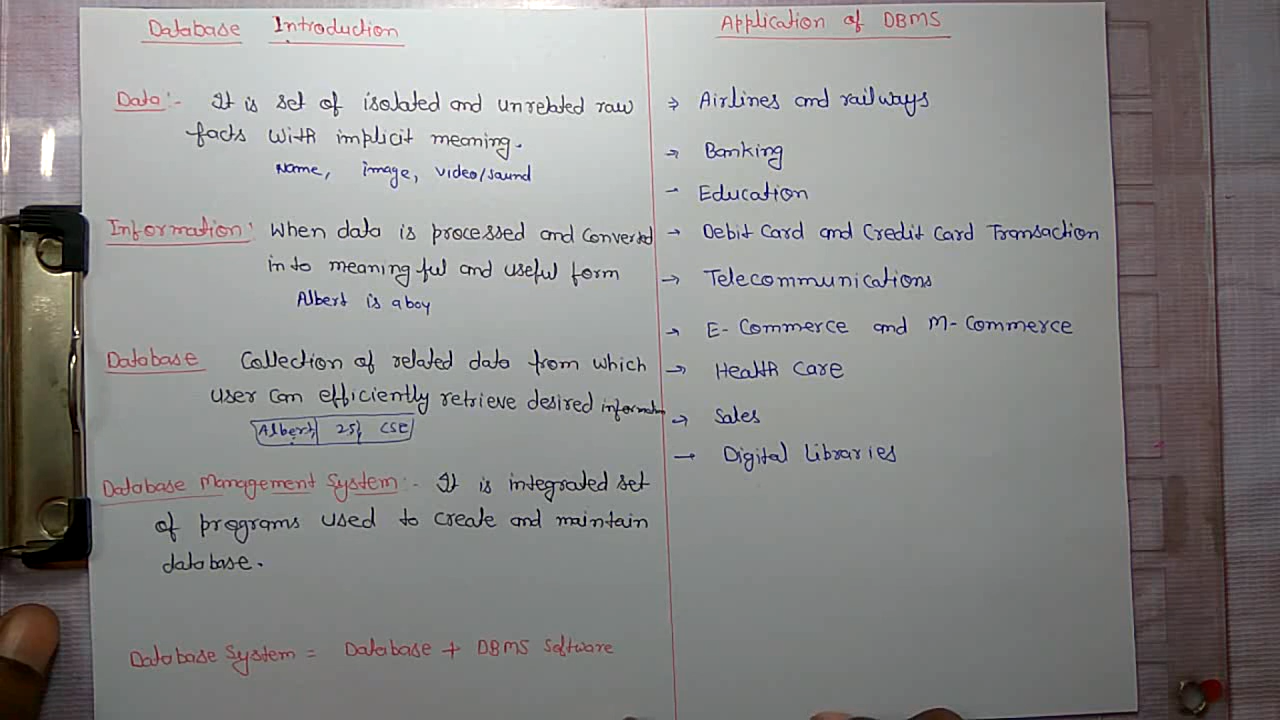 Database Introduction
Data:- It is set of isolated and unrelated raw
facts with implicit meaning.
Name, image, video/sound
Information: When data is processed and converted
in to meaningful and useful form
Albert is a boy
Database Collection of related data from which
user can efficiently retrieve desired information
Albert, 25, CSE
Database Management System:- It is integrated set
of programs used to create and maintain
database.
Database System = Database + DBMS Software
Application of DBMS
→ Airlines and railways
→ Banking
- Education
→ Debit Card and Credit Card Transaction
→ Telecommunications
→ E-Commerce and M-Commerce
→ Health Care
→ Sales
→ Digital Libraries